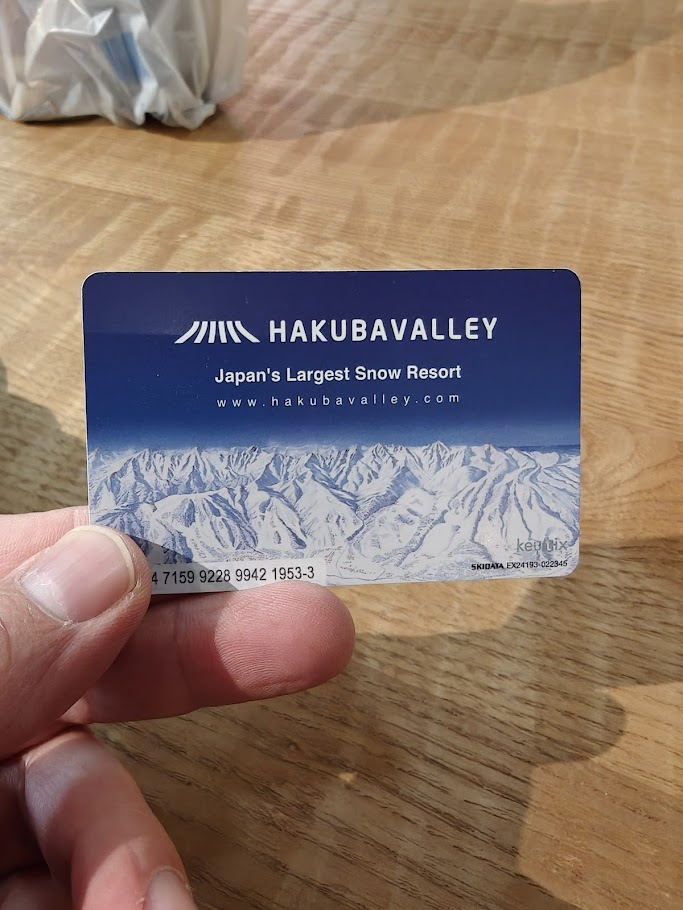 HAKUBAVALLEY
Japan's Largest Snow Resort
www.hakubavalley.com
keytix
4 7159 9228 9942 1953-3
SKIDATA EX24193-022345